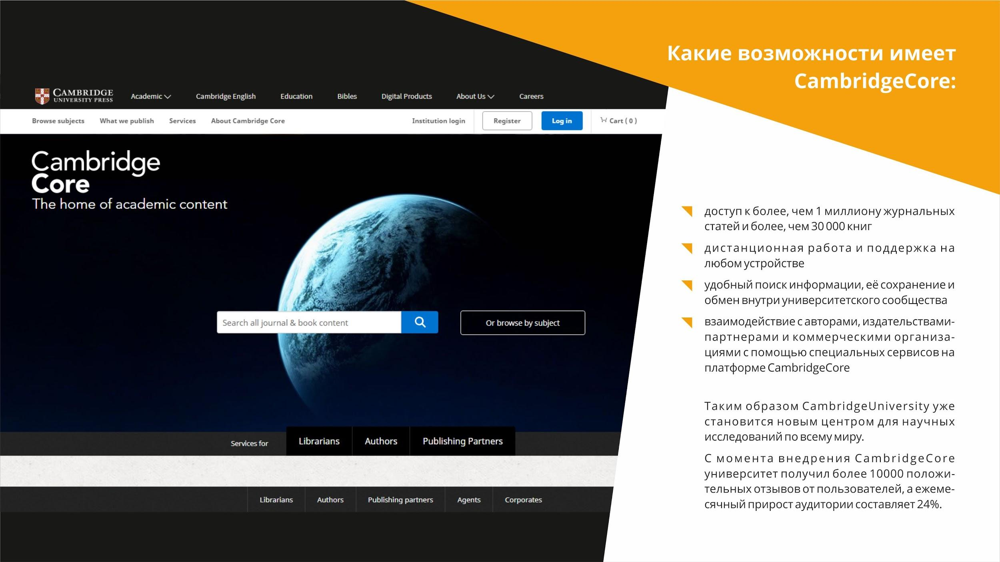 Какие возможности имеет
CambridgeCore:
CAMBRIDGE
UNIVERSITY PRESS
Academic Cambridge English Education Bibles Digital Products About Us Careers
Browse subjects What we publish Services About Cambridge Core Institution login Register Log in Cart ( 0 )
Cambridge
Core
The home of academic content
Search all journal & book content Or browse by subject
Services for Librarians Authors Publishing Partners
Librarians Authors Publishing partners Agents Corporates
доступ к более, чем 1 миллиону журнальных
статей и более, чем 30 000 книг
дистанционная работа и поддержка на
любом устройстве
удобный поиск информации, её сохранение и
обмен внутри университетского сообщества
взаимодействие с авторами, издательствами-
партнерами и коммерческими организа-
циями с помощью специальных сервисов на
платформе CambridgeCore
Таким образом CambridgeUniversity уже
становится новым центром для научных
исследований по всему миру.
С момента внедрения CambridgeCore
университет получил более 10000 положи-
тельных отзывов от пользователей, а ежеме-
сячный прирост аудитории составляет 24%.